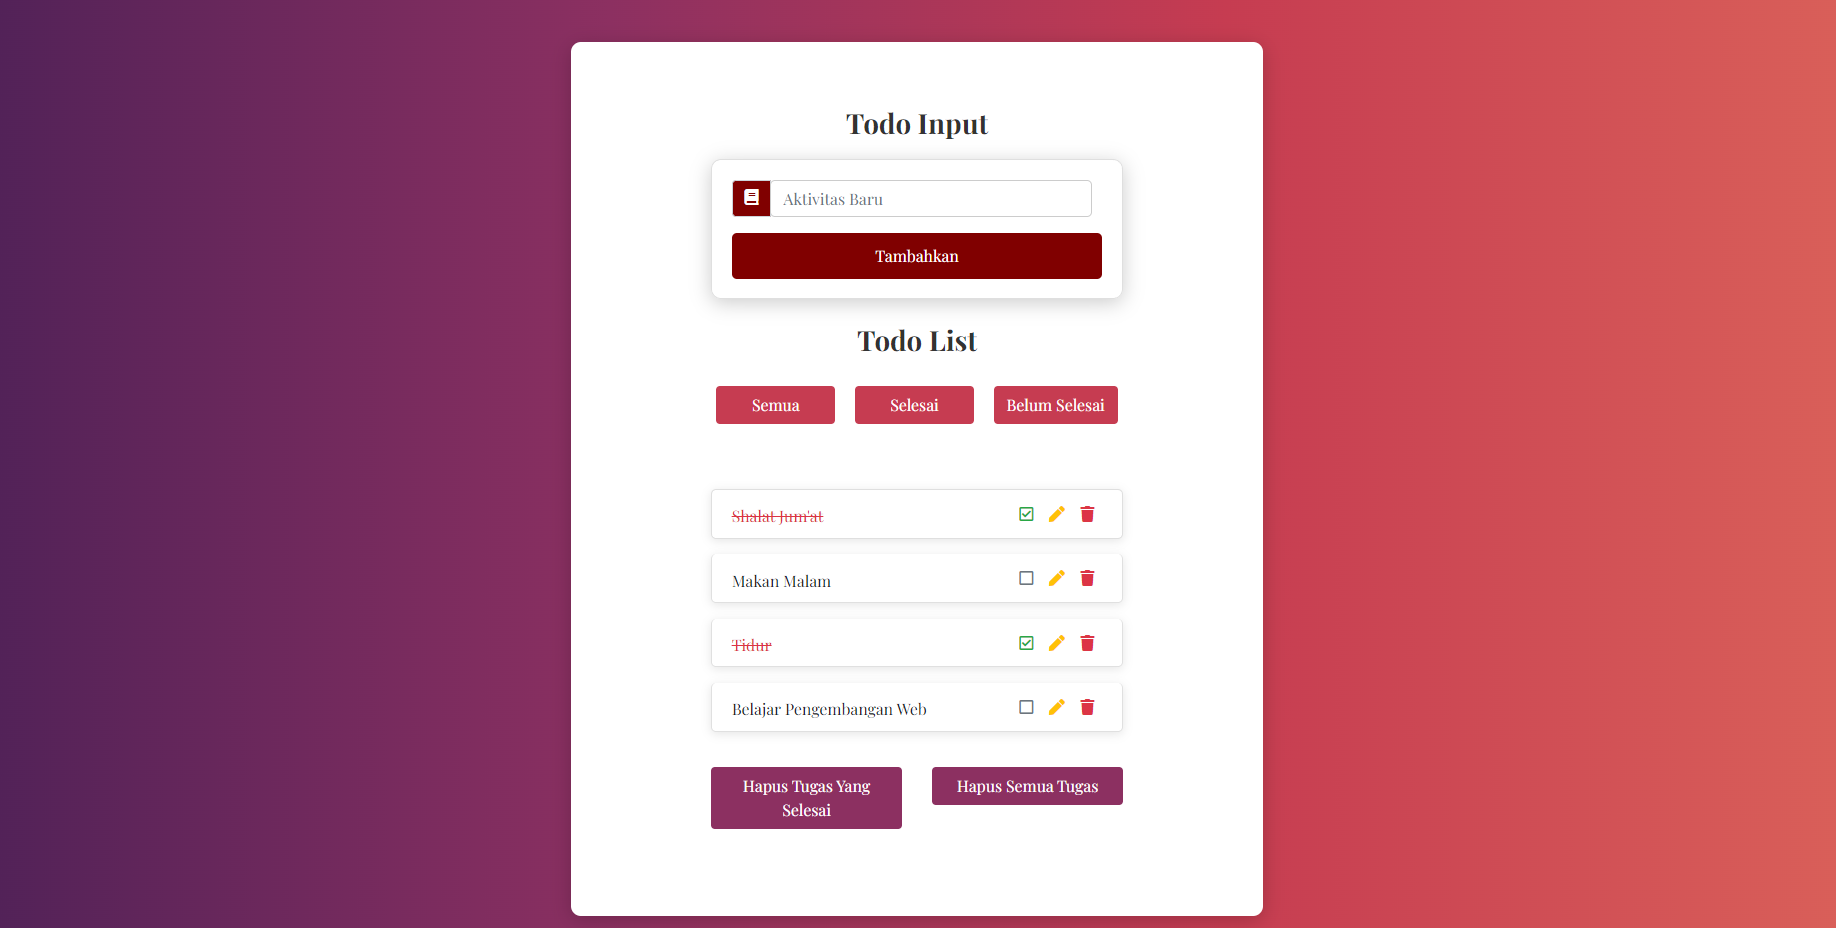 Todo Input
Aktivitas Baru
Tambahkan
Todo List
Semua
Selesai
Belum Selesai
Shalat Jum'at
Makan Malam
Tidur
Belajar Pengembangan Web
Hapus Tugas Yang
Selesai
Hapus Semua Tugas